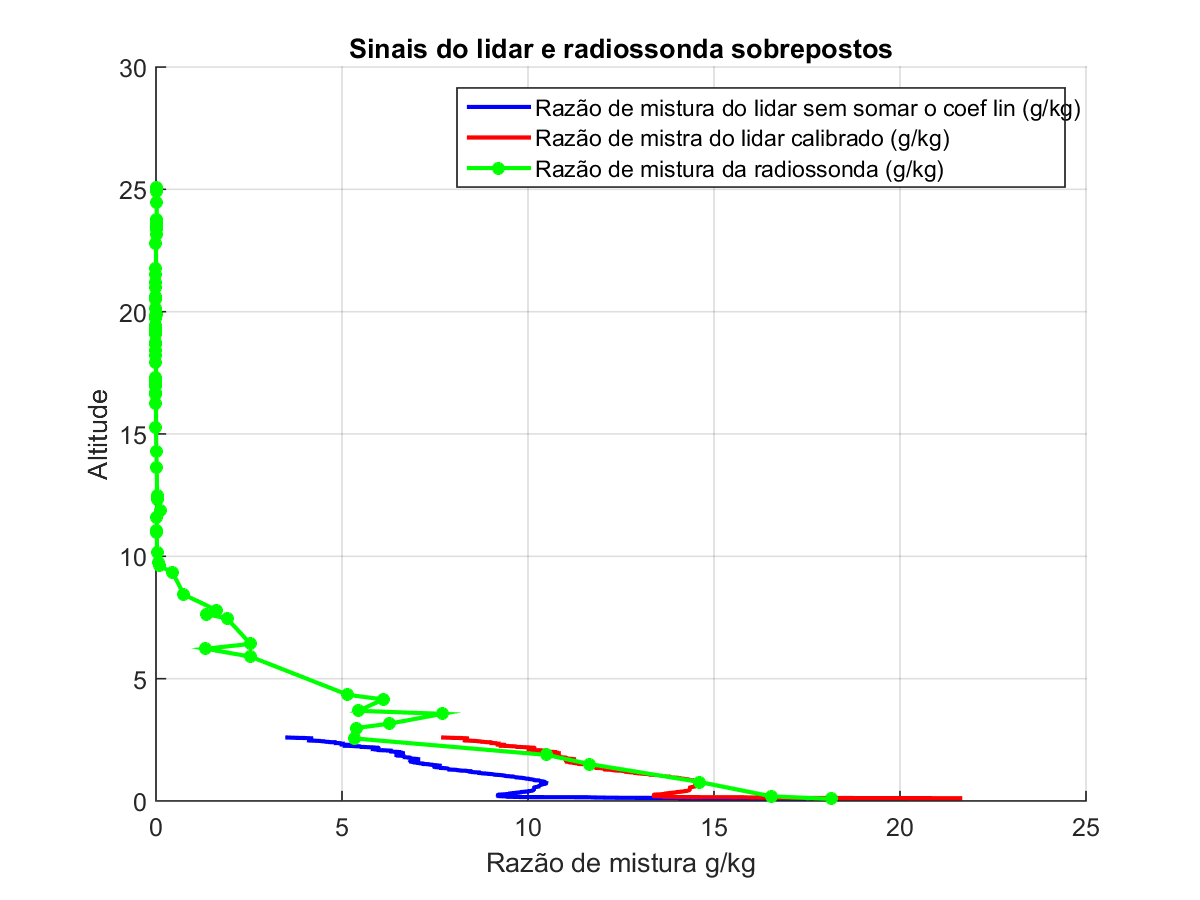 Sinais do lidar e radiossonda sobrepostos
30
Razão de mistura do lidar sem somar o coef lin (g/kg)
Razão de mistra do lidar calibrado (g/kg)
Razão de mistura da radiossonda (g/kg)
25
20
15
10
5
0
Altitude
0 5 10 15 20 25
Razão de mistura g/kg